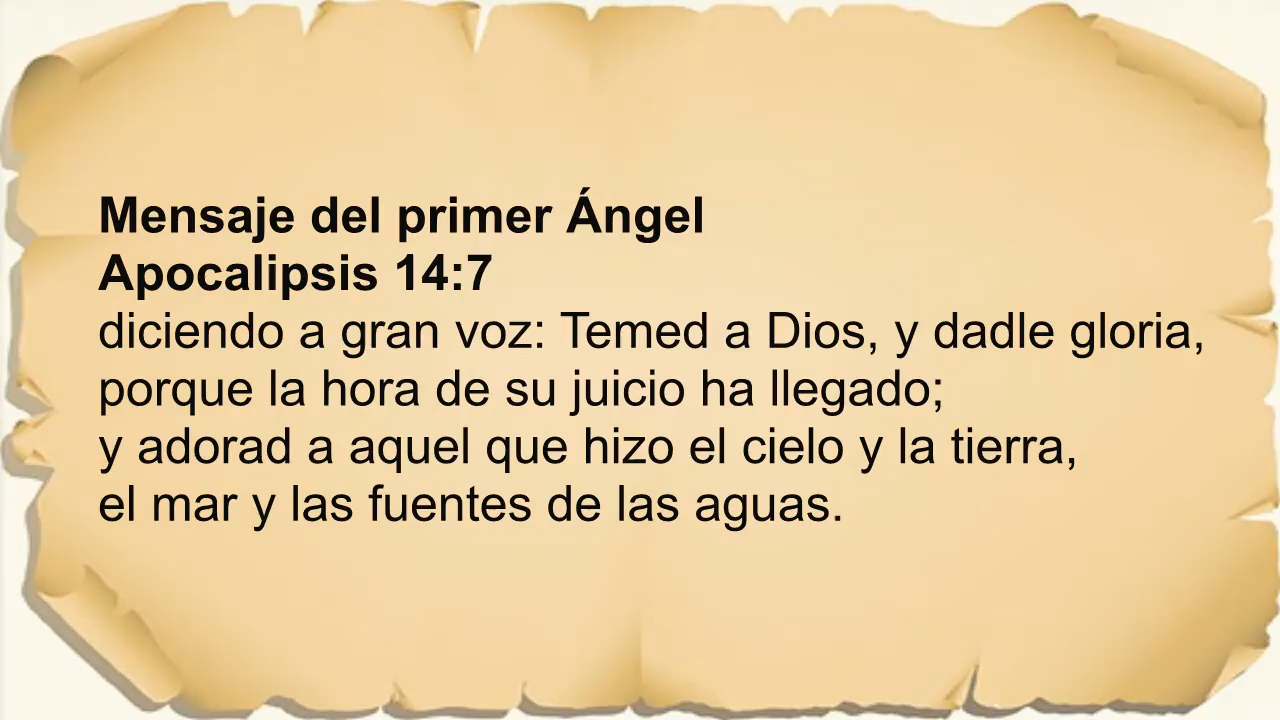 Mensaje del primer Ángel
Apocalipsis 14:7
diciendo a gran voz: Temed a Dios, y dadle gloria,
porque la hora de su juicio ha llegado;
y adorad a aquel que hizo el cielo y la tierra,
el mar y las fuentes de las aguas.